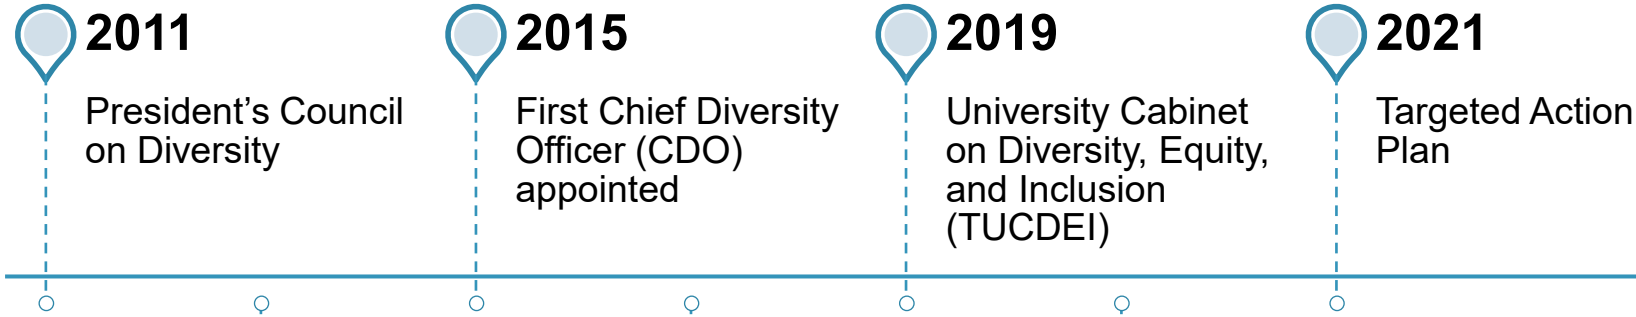 2011
President’s Council
on Diversity
2015
First Chief Diversity
Officer (CDO)
appointed
2019
University Cabinet
on Diversity, Equity,
and Inclusion
(TUCDEI)
2021
Targeted Action
Plan